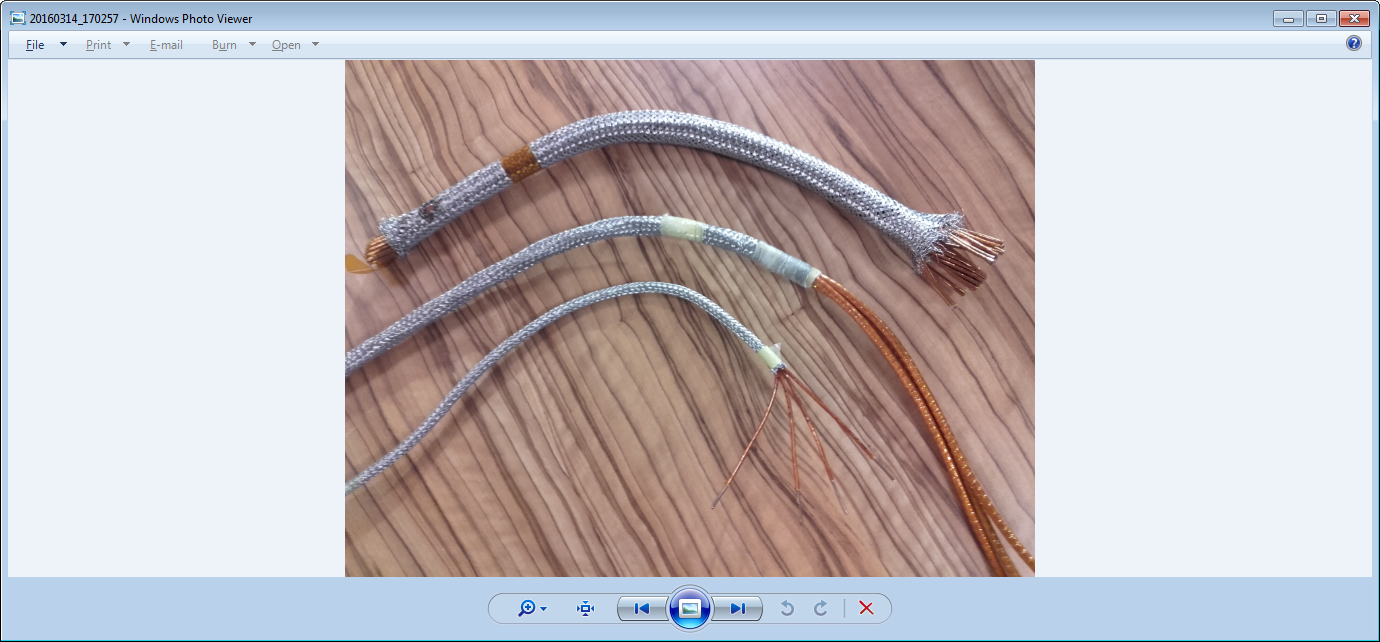 20160314_170257 - Windows Photo Viewer
File Print E-mail Burn Open